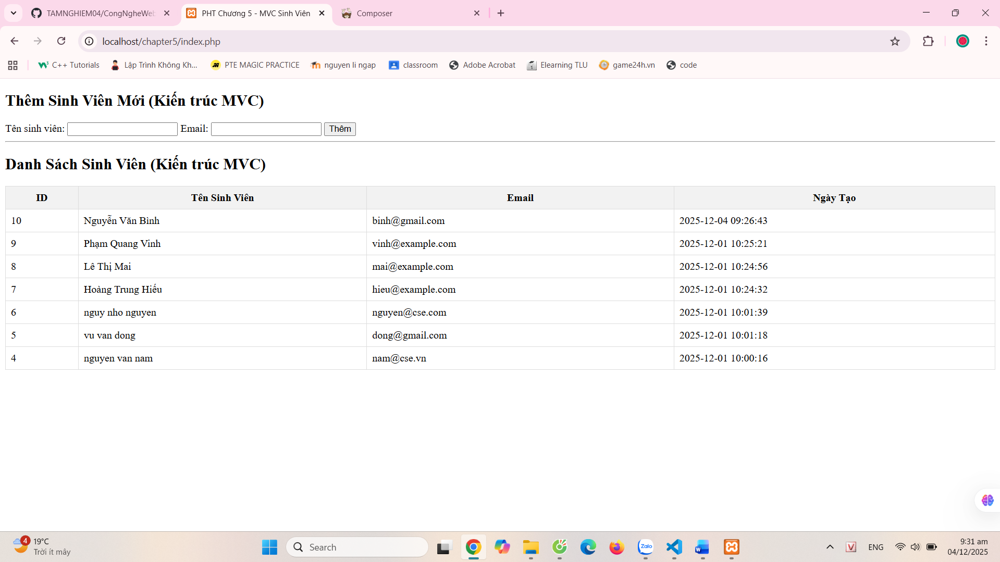 TAMNGHIEM04/CongNgheWeb
PHT Chương 5 - MVC Sinh Viên
Composer
localhost/chapter5/index.php
C++ Tutorials
Lập Trình Không Kh...
PTE MAGIC PRACTICE
nguyen li ngap
classroom
Adobe Acrobat
Elearning TLU
game24h.vn
code
Thêm Sinh Viên Mới (Kiến trúc MVC)
Tên sinh viên: Email: Thêm
Danh Sách Sinh Viên (Kiến trúc MVC)
ID Tên Sinh Viên Email Ngày Tạo
10 Nguyễn Văn Bình binh@gmail.com 2025-12-04 09:26:43
9 Phạm Quang Vinh vinh@example.com 2025-12-01 10:25:21
8 Lê Thị Mai mai@example.com 2025-12-01 10:24:56
7 Hoàng Trung Hiếu hieu@example.com 2025-12-01 10:24:32
6 nguy nho nguyen nguyen@cse.com 2025-12-01 10:01:39
5 vu van dong dong@gmail.com 2025-12-01 10:01:18
4 nguyen van nam nam@cse.vn 2025-12-01 10:00:16
4
19°C
Trời ít mây
Search
Zalo
ENG
9:31 am
04/12/2025